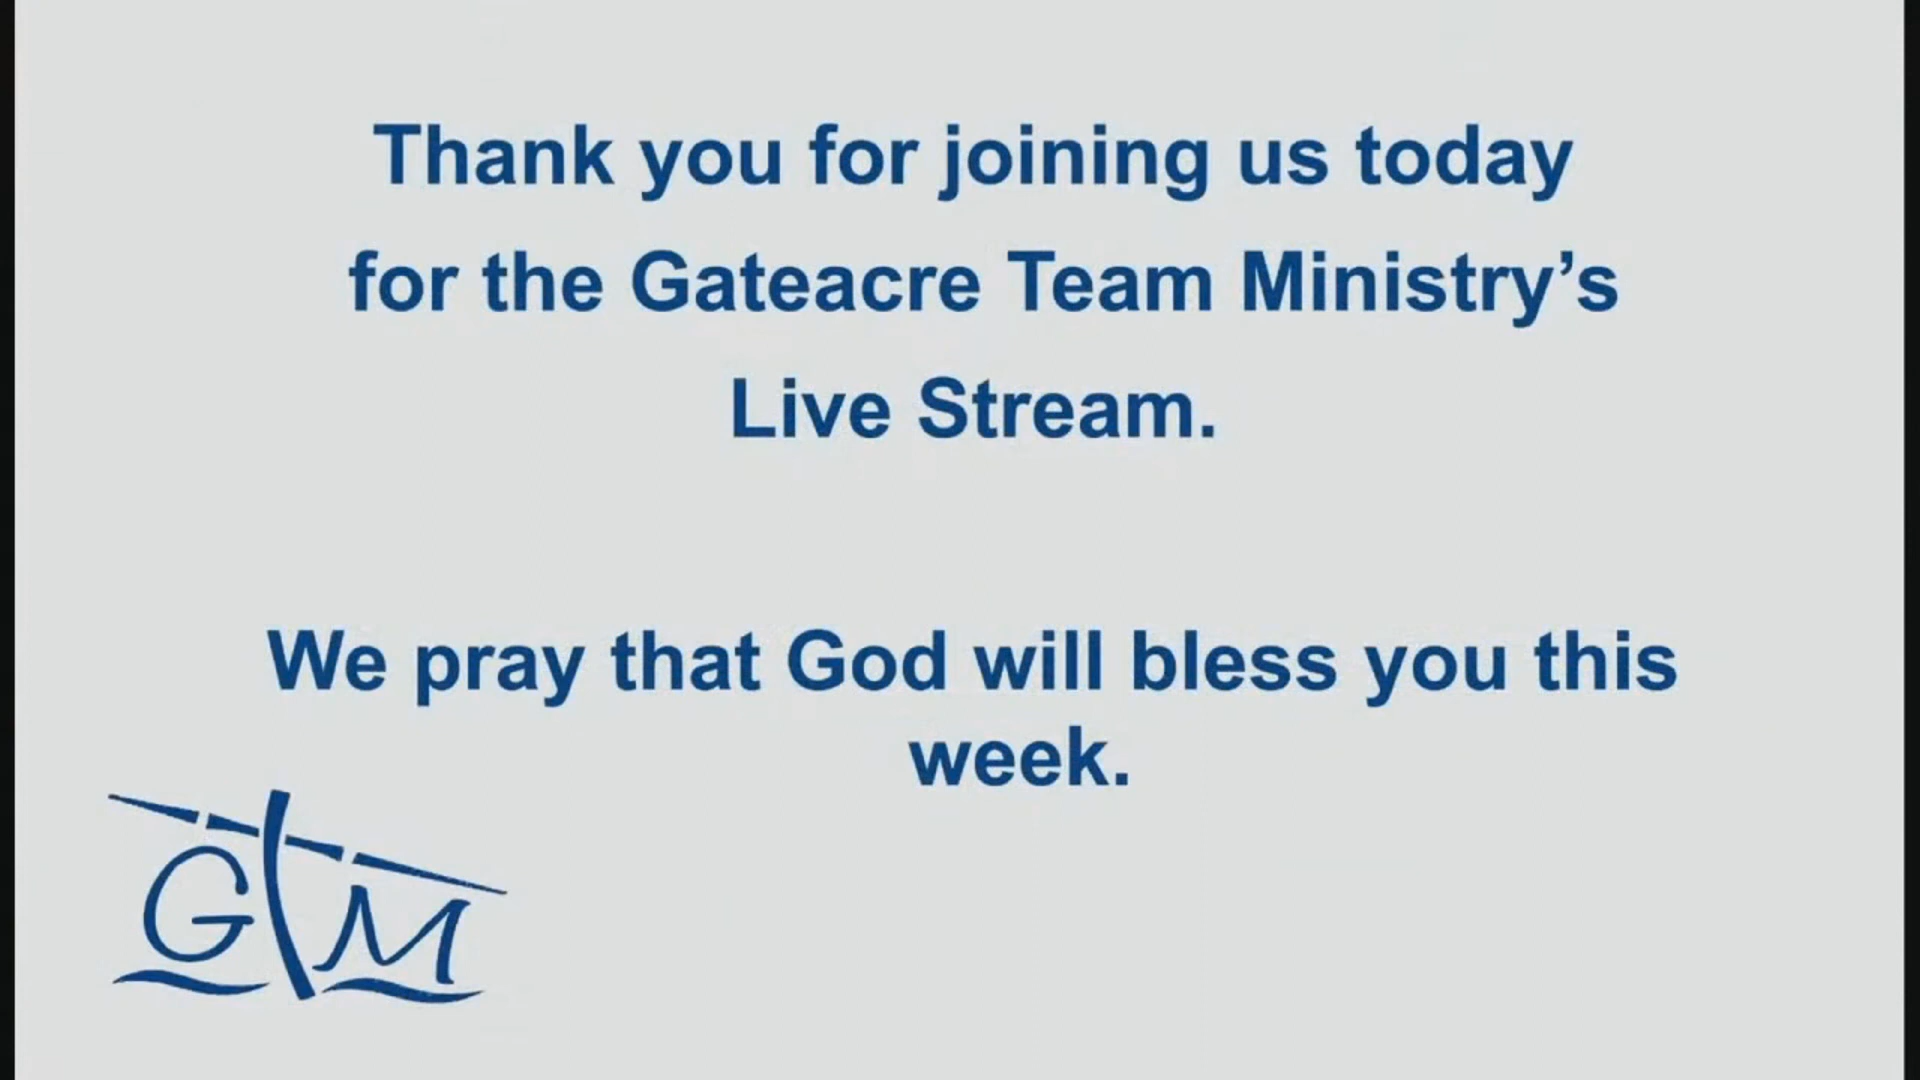 Thank you for joining us today
for the Gateacre Team Ministry’s
Live Stream.
We pray that God will bless you this
week.
GTM